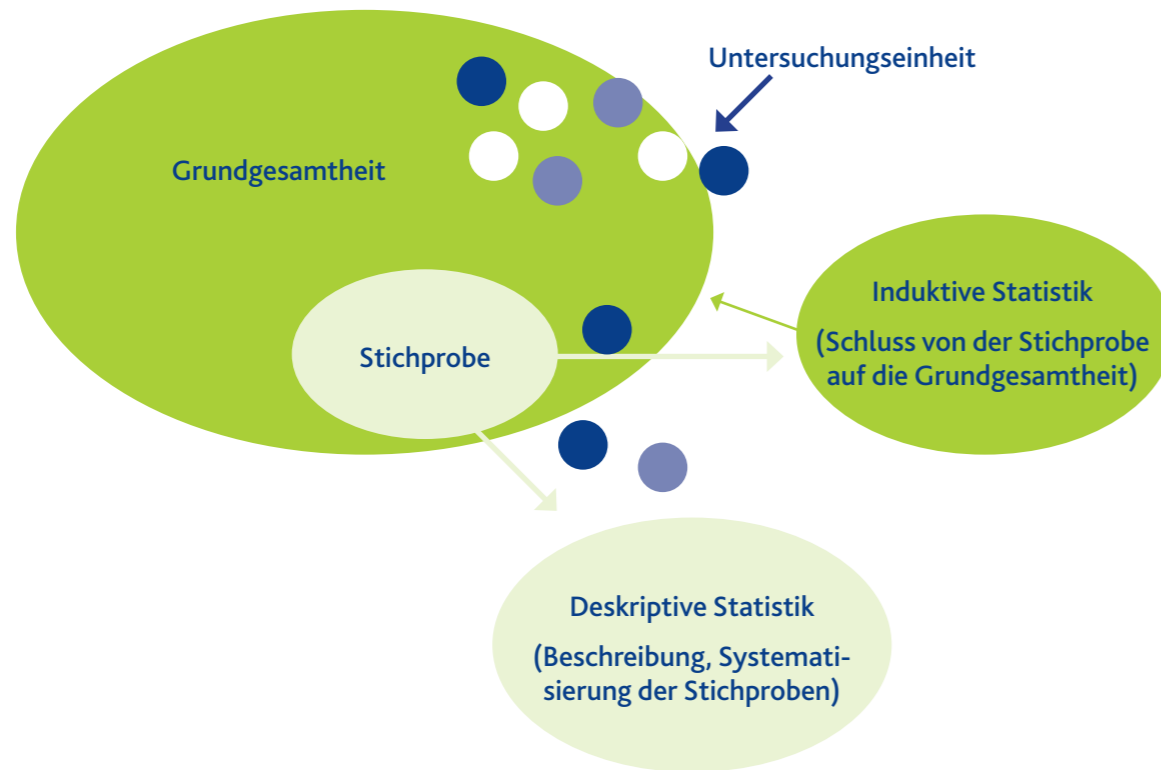 Untersuchungseinheit
Grundgesamtheit
Induktive Statistik
(Schluss von der Stichprobe
auf die Grundgesamtheit)
Stichprobe
Deskriptive Statistik
(Beschreibung, Systemati-
sierung der Stichproben)